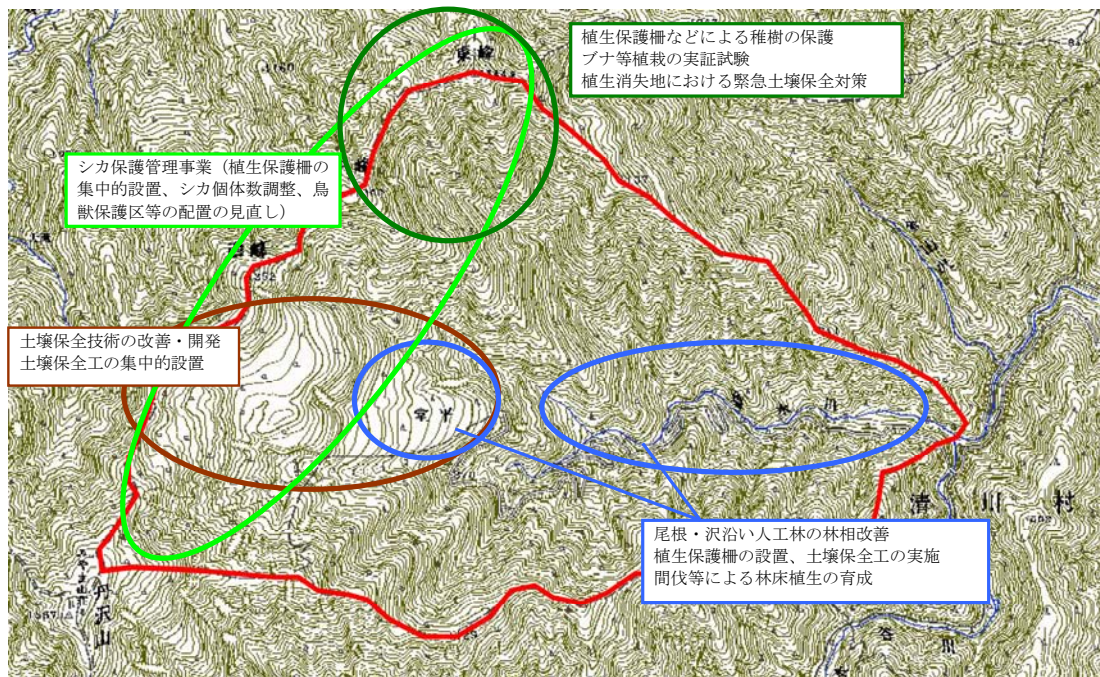 植生保護柵などによる稚樹の保護
ブナ等植栽の実証試験
植生消失地における緊急土壌保全対策
シカ保護管理事業（植生保護柵の
集中的設置、シカ個体数調整、鳥
獣保護区等の配置の見直し）
土壌保全技術の改善・開発
土壌保全工の集中的設置
尾根・沢沿い人工林の林相改善
植生保護柵の設置、土壌保全工の実施
間伐等による林床植生の育成
清川村
丹沢山